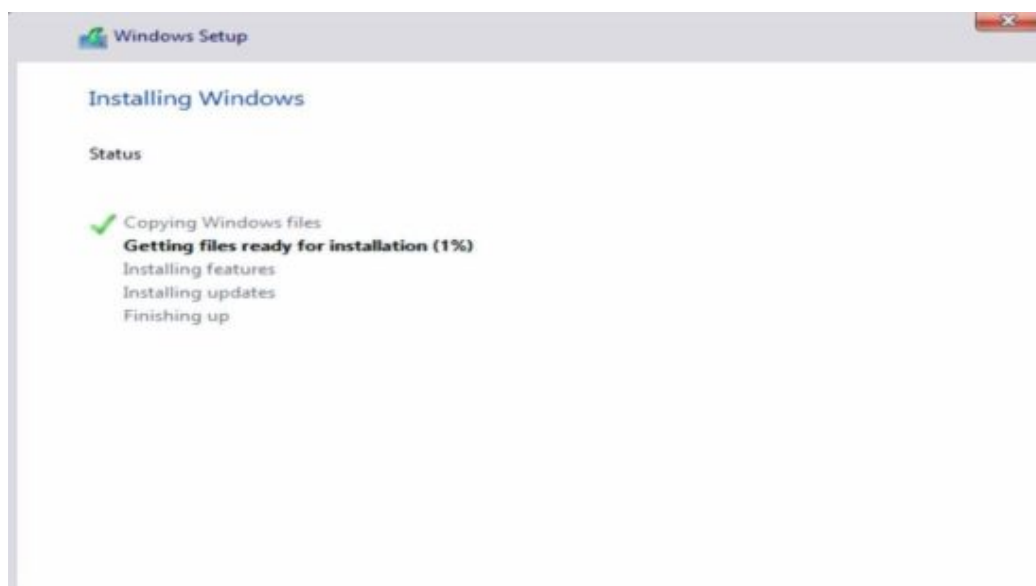 Windows Setup
Installing Windows
Status
Copying Windows files
Getting files ready for installation (1%)
Installing features
Installing updates
Finishing up